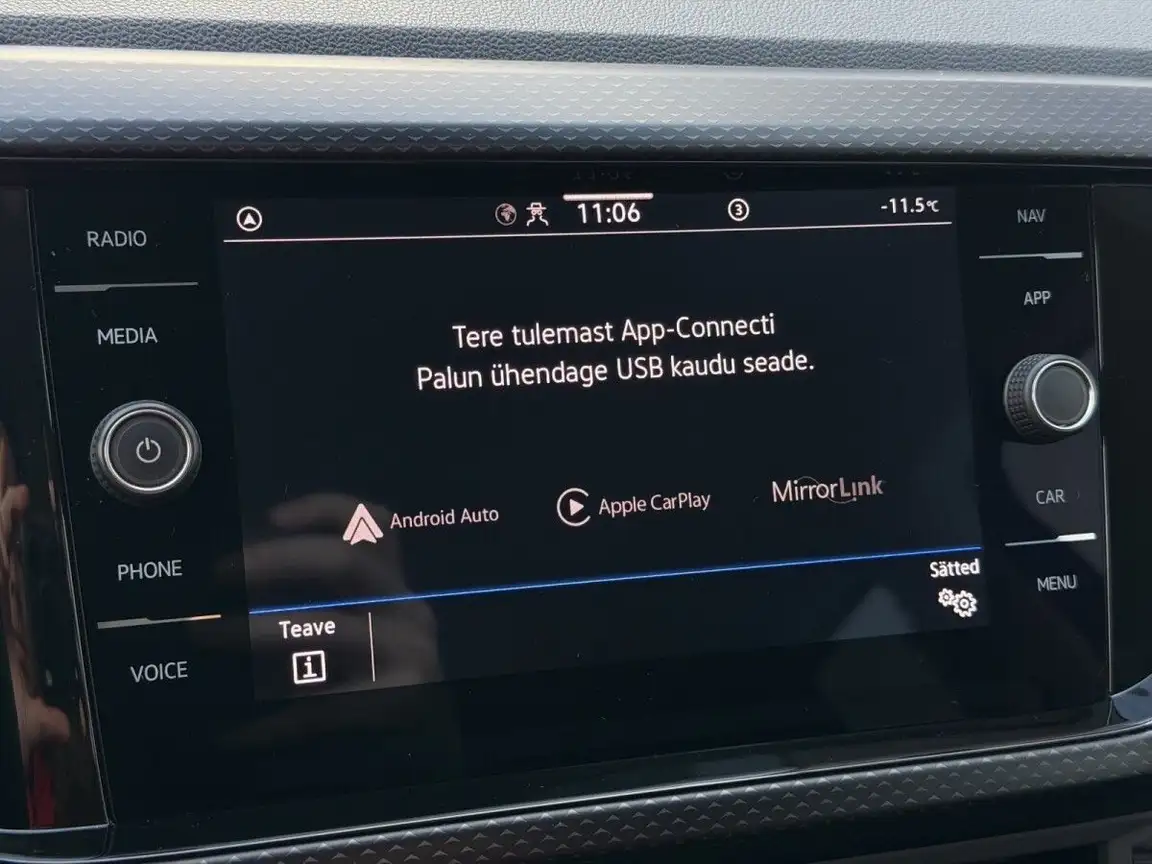 RADIO
MEDIA
PHONE
VOICE
11:06
3
-11.5°C
Tere tulemast App-Connecti
Palun ühendage USB kaudu seade.
Android Auto
Apple CarPlay
MirrorLink
Teave
i
Sätted
NAV
APP
CAR
MENU